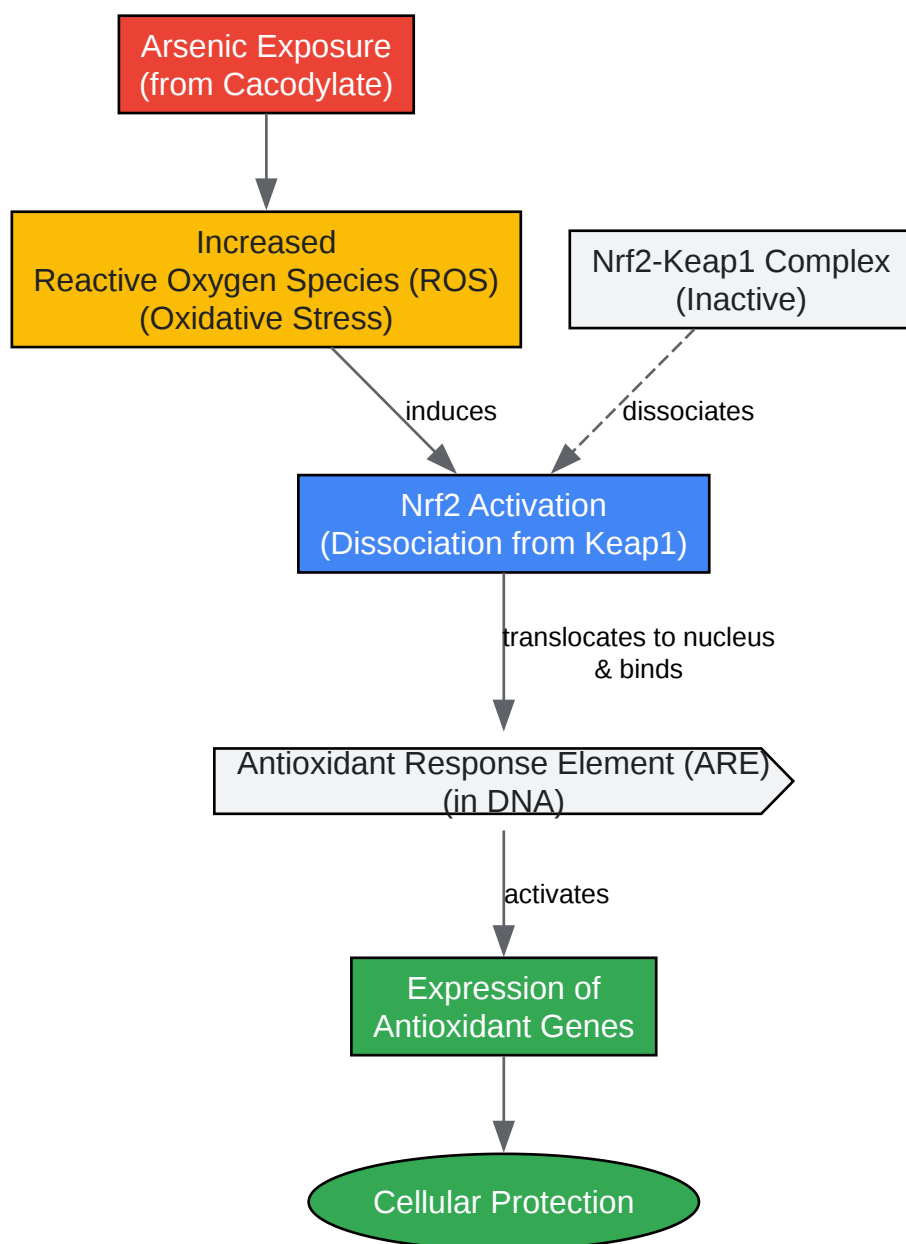 Arsenic Exposure
(from Cacodylate)
Increased
Reactive Oxygen Species (ROS)
(Oxidative Stress)
Nrf2-Keap1 Complex
(Inactive)
induces
dissociates
Nrf2 Activation
(Dissociation from Keap1)
translocates to nucleus
& binds
Antioxidant Response Element (ARE)
(in DNA)
activates
Expression of
Antioxidant Genes
Cellular Protection